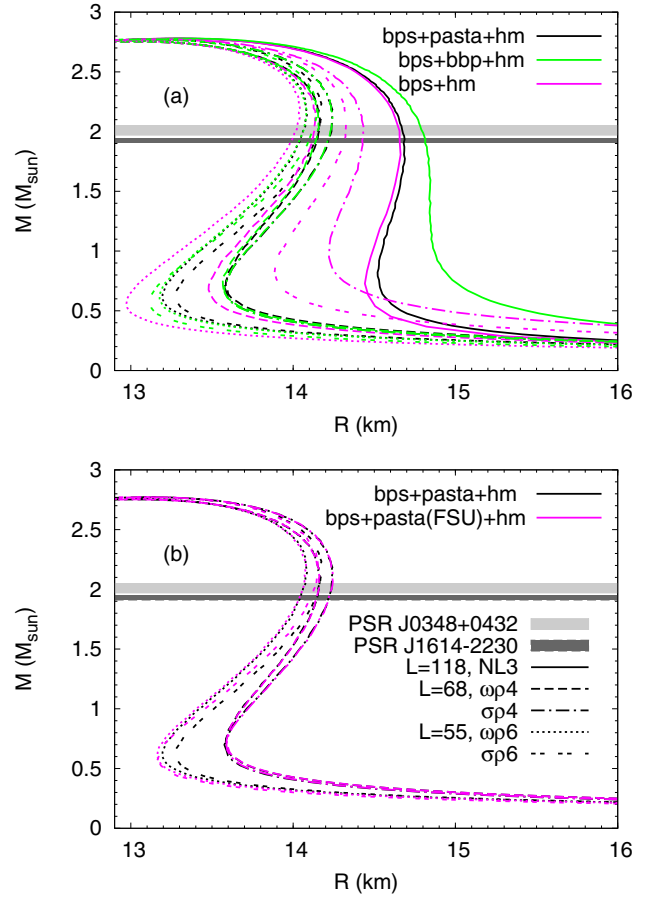 3
2.5
2
1.5
1
0.5
0
M (M_sun)
(a)
bps+pasta+hm
bps+bbp+hm
bps+hm
13 14 15 16
R (km)
3
2.5
2
1.5
1
0.5
0
M (M_sun)
(b)
bps+pasta+hm
bps+pasta(FSU)+hm
PSR J0348+0432
PSR J1614-2230
L=118, NL3
L=68, ωρ4
σρ4
L=55, ωρ6
σρ6
13 14 15 16
R (km)